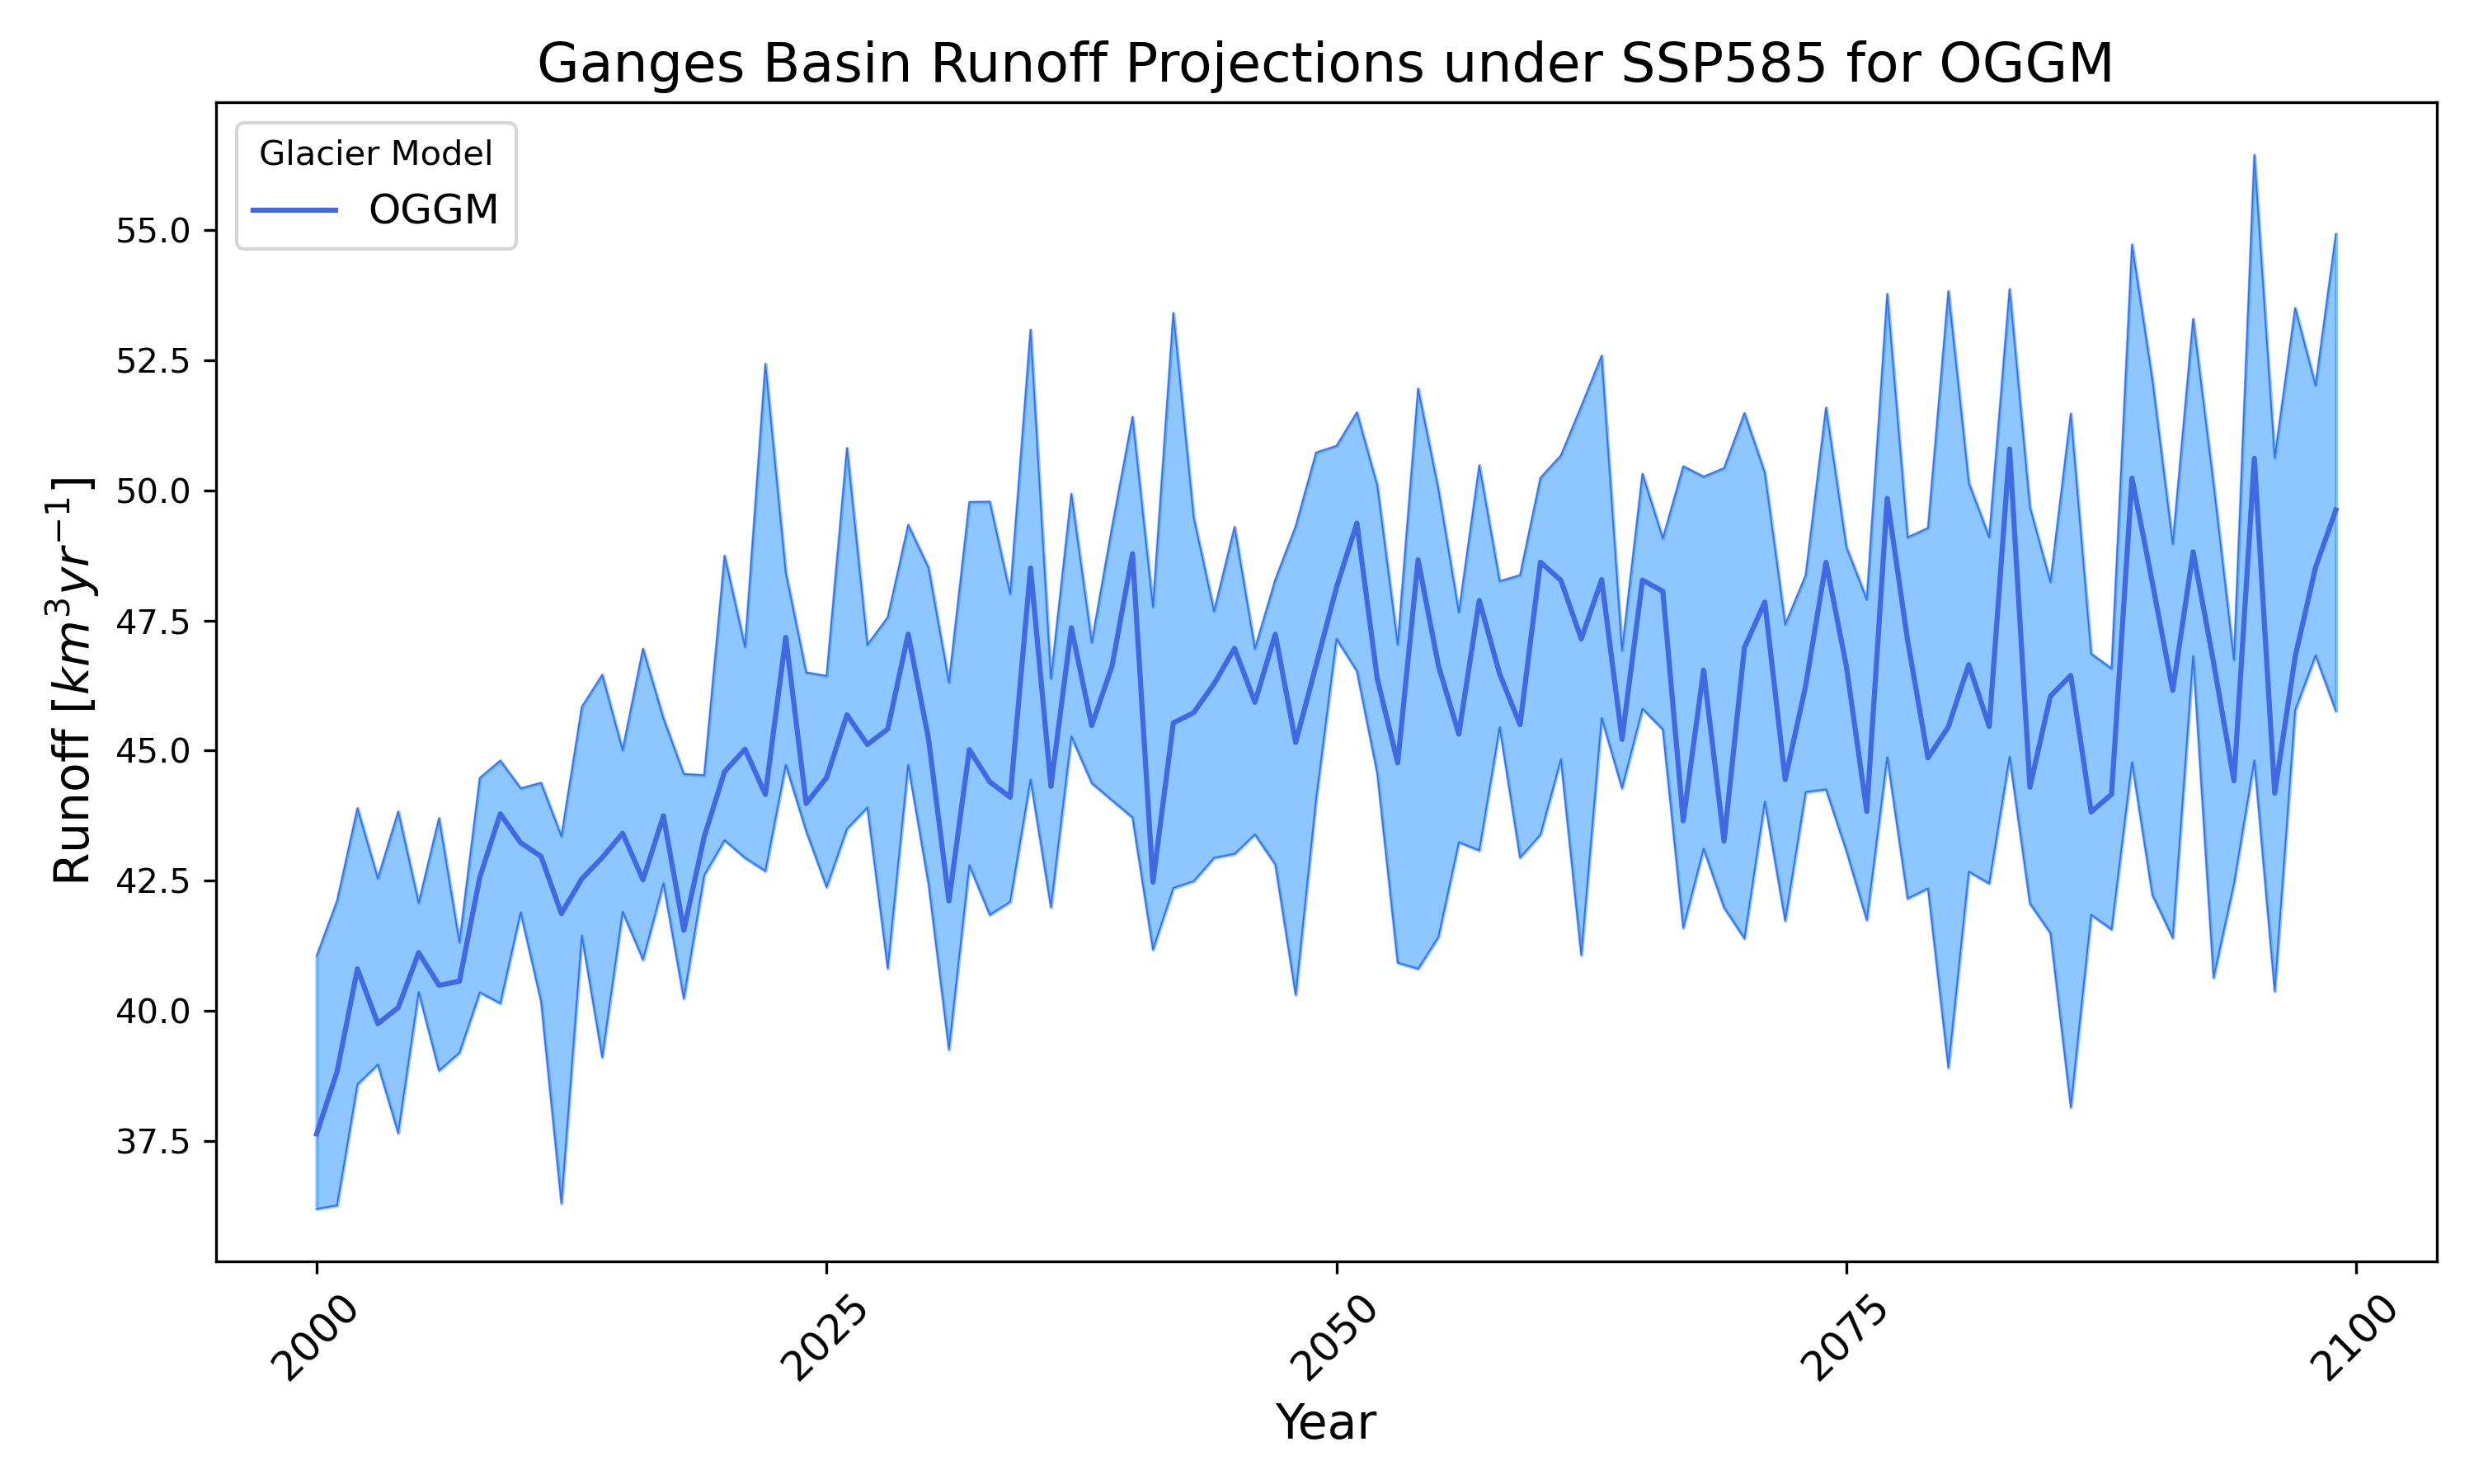 Ganges Basin Runoff Projections under SSP585 for OGGM
Glacier Model
OGGM
55.0
52.5
50.0
47.5
45.0
42.5
40.0
37.5
Runoff [km³yr⁻¹]
2000
2025
2050
2075
2100
Year